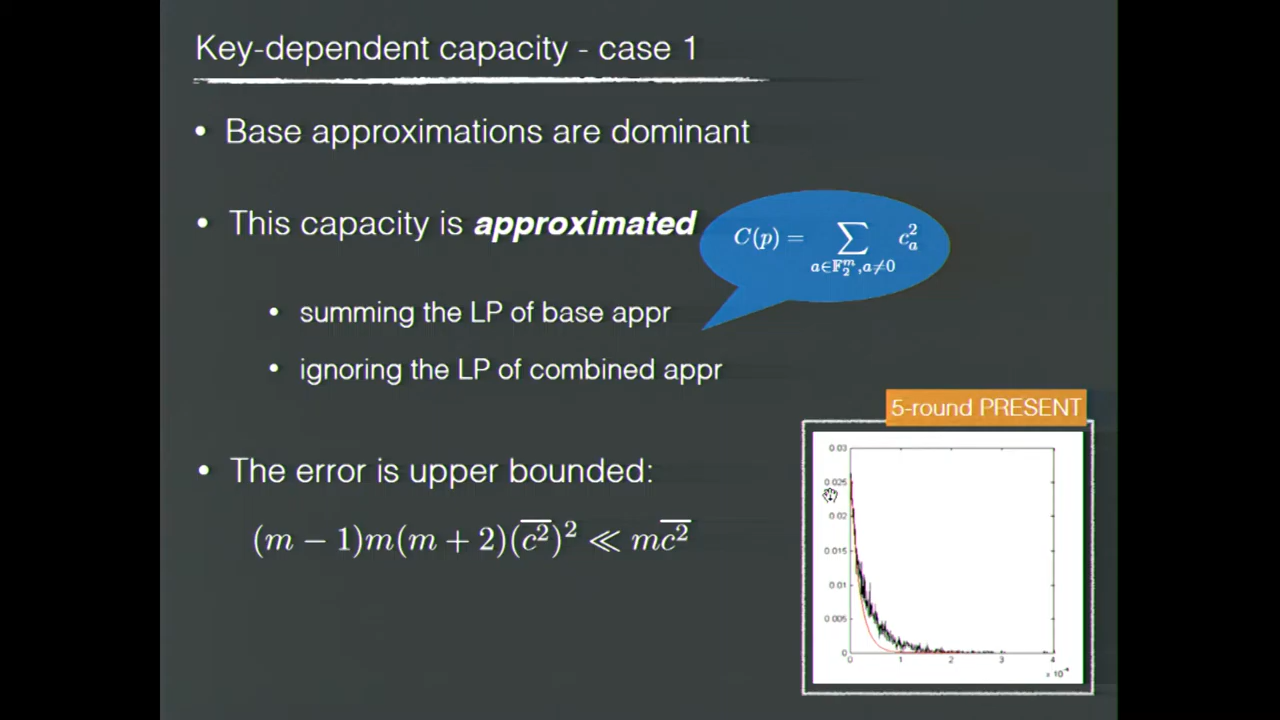 Key-dependent capacity - case 1
• Base approximations are dominant
• This capacity is approximated
C(p) = ∑_{a∈𝔽₂ᵐ, a≠0} c_a²
• summing the LP of base appr
• ignoring the LP of combined appr
5-round PRESENT
• The error is upper bounded:
(m − 1)m(m + 2)(c̅²̅)² ≪ mc̅²̅
0.03
0.025
0.02
0.015
0.01
0.005
0
0 1 2 3 4
× 10⁻⁴